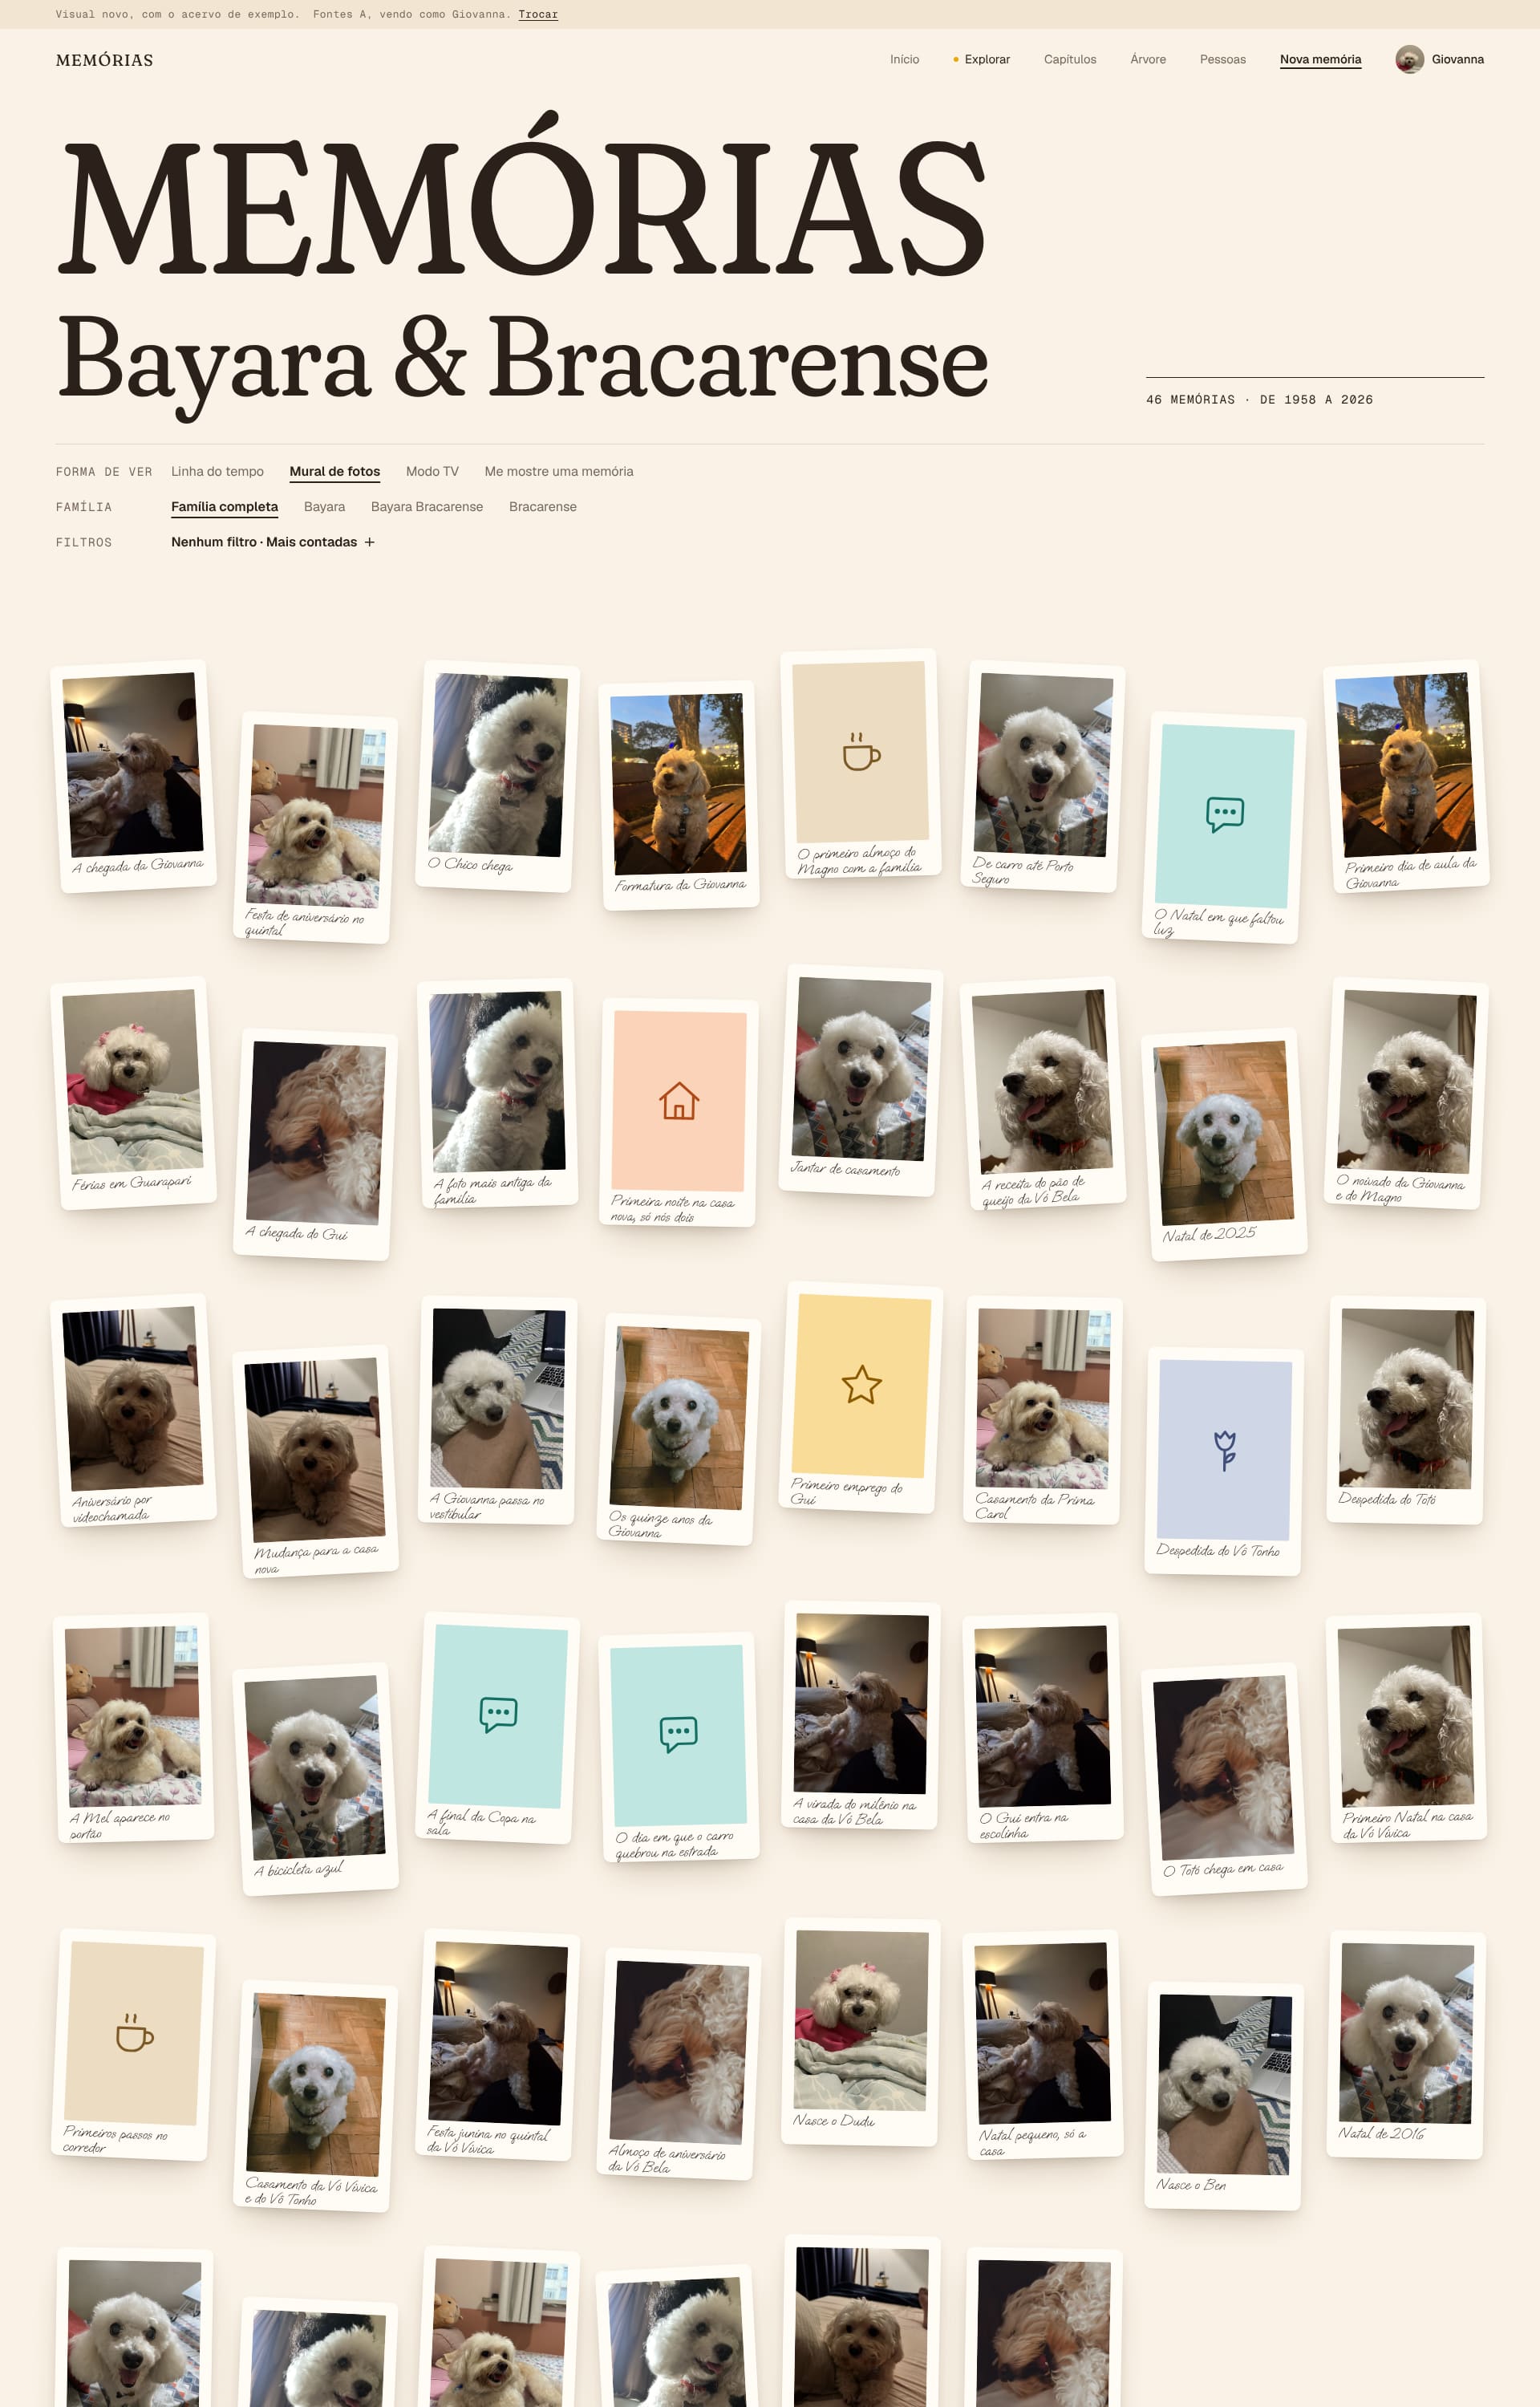 Visual novo, com o acervo de exemplo. Fontes A, vendo como Giovanna. Trocar
MEMÓRIAS
Início
Explorar
Capítulos
Árvore
Pessoas
Nova memória
Giovanna
MEMÓRIAS
Bayara & Bracarense
46 MEMÓRIAS · DE 1958 A 2026
FORMA DE VER
Linha do tempo
Mural de fotos
Modo TV
Me mostre uma memória
FAMÍLIA
Família completa
Bayara
Bayara Bracarense
Bracarense
FILTROS
Nenhum filtro · Mais contadas +
A chegada da Giovanna
Festa de aniversário no
quintal
O Chico chega
Formatura da Giovanna
O primeiro almoço do
Magno com a família
De carro até Porto
Seguro
O Natal em que faltou
luz
Primeiro dia de aula da
Giovanna
Férias em Guarapari
A chegada do Gui
A foto mais antiga da
família
Primeira noite na casa
nova, só nós dois
Jantar de casamento
A receita do pão de
queijo da Vó Bela
Natal de 2025
O noivado da Giovanna
e do Magno
Aniversário por
videochamada
Mudança para a casa
nova
A Giovanna passa no
vestibular
Os quinze anos da
Giovanna
Primeiro emprego do
Gui
Casamento da Prima
Carol
Despedida do Vô Tonho
Despedida do Totó
A Mel aparece no
portão
A bicicleta azul
A final da Copa na
sala
O dia em que o carro
quebrou na estrada
A virada do milênio na
casa da Vó Bela
O Gui entra na
escolinha
O Totó chega em casa
Primeiro Natal na casa
da Vó Vívica
Primeiros passos no
corredor
Casamento da Vó Vívica
e do Vô Tonho
Festa junina no quintal
da Vó Vívica
Almoço de aniversário
da Vó Bela
Nasce o Dudu
Natal pequeno, só a
casa
Nasce o Ben
Natal de 2016